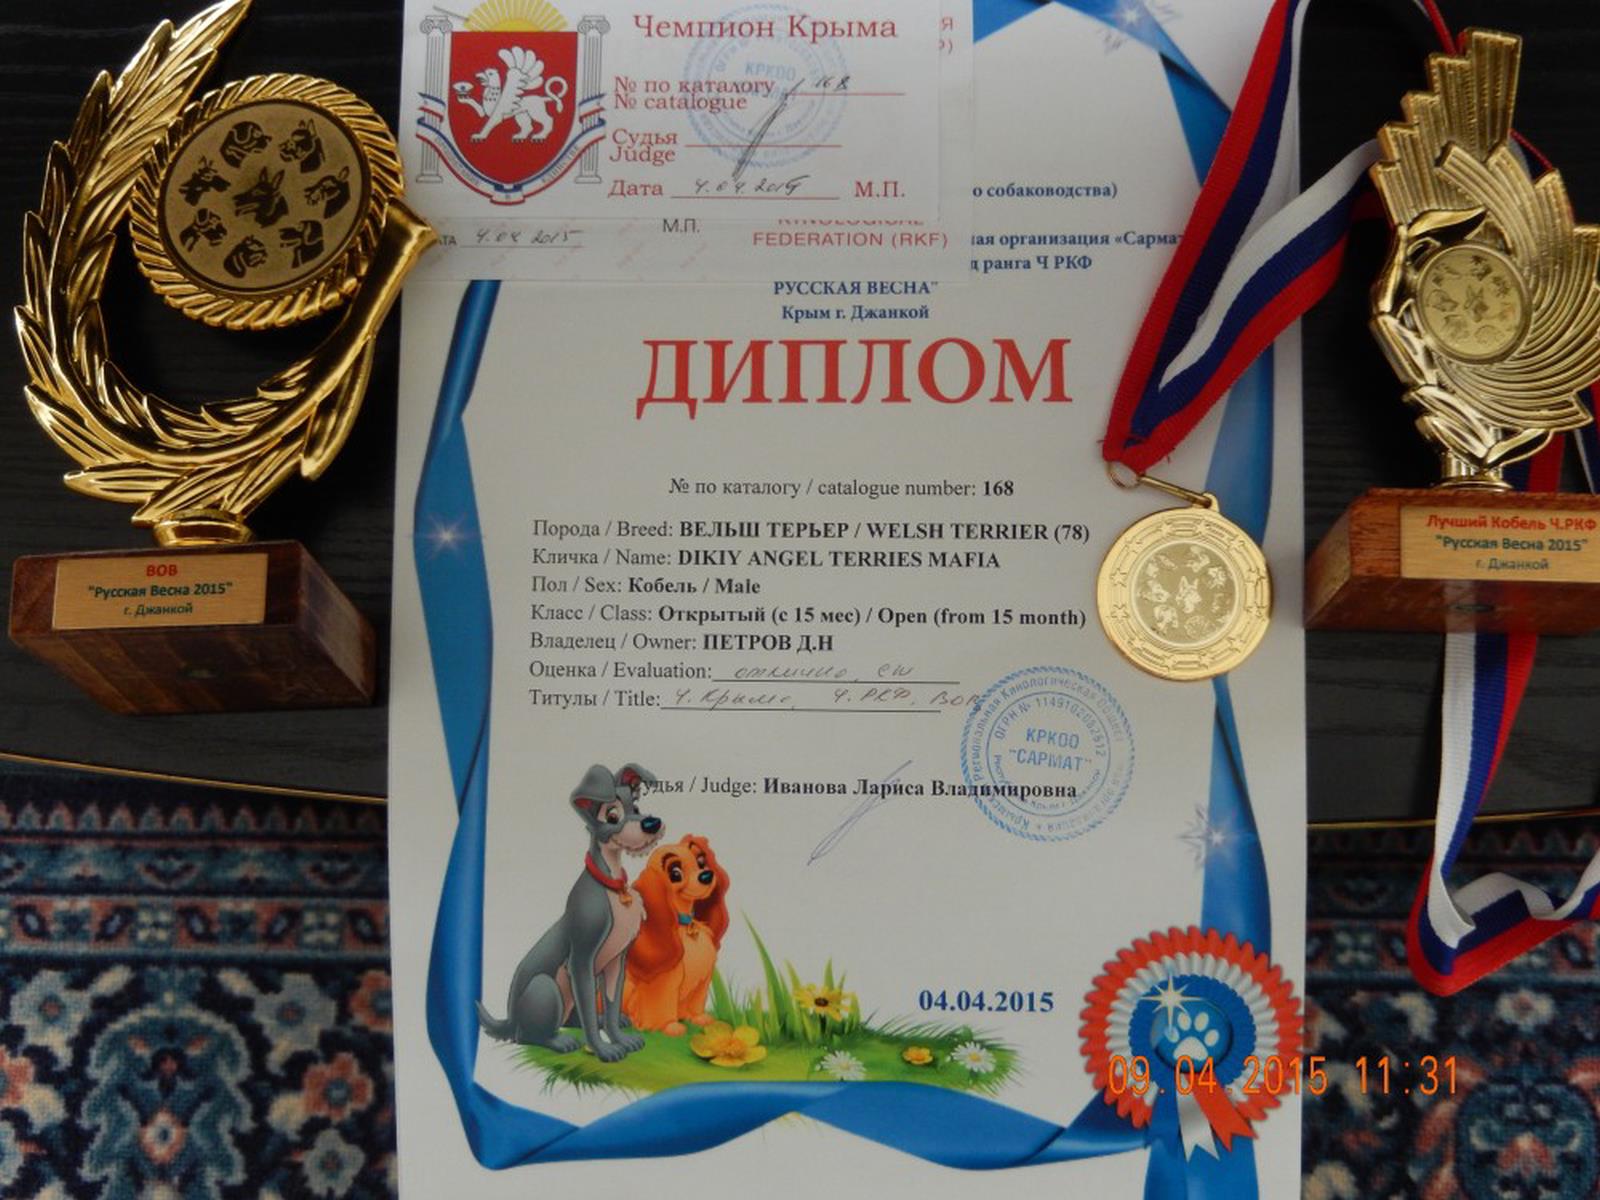 Чемпион Крыма
№ по каталогу 168
№ catalogue
Судья
Judge
Дата 4.04.2015 М.П.
4.04.2015
М.П.
FEDERATION (RKF)
о собаководства)
ная организация «Сармат
ранга Ч РКФ
РУССКАЯ ВЕСНА"
Крым г. Джанкой
ДИПЛОМ
№ по каталогу / catalogue number: 168
Порода / Breed: ВЕЛЬШ ТЕРЬЕР / WELSH TERRIER (78)
Кличка / Name: DIKIY ANGEL TERRIES MAFIA
Пол / Sex: Кобель / Male
Класс / Class: Открытый (с 15 мес) / Open (from 15 month)
Владелец / Owner: ПЕТРОВ Д.Н
Оценка / Evaluation: отлично, CW
Титулы / Title: Ч. Крыма, Ч. РКФ, ВОВ
Судья / Judge: Иванова Лариса Владимировна
КРКОО
"САРМАТ"
04.04.2015
ВОВ
"Русская Весна 2015"
г. Джанкой
Лучший Кобель Ч.РКФ
"Русская Весна 2015"
г. Джанкой
09.04.2015 11:31